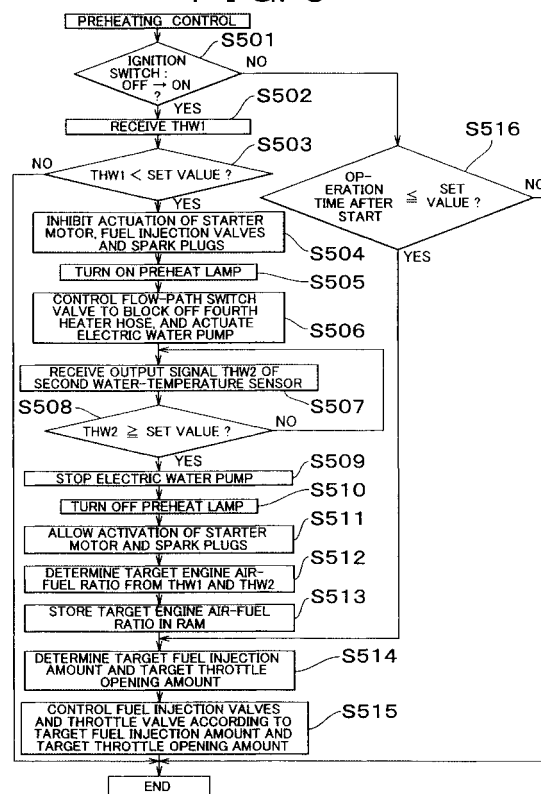 PREHEATING CONTROL
S501
IGNITION
SWITCH :
OFF → ON
?
NO
YES
S502
RECEIVE THW1
S503
NO
THW1 < SET VALUE ?
YES
S516
OP-
ERATION
TIME AFTER
START
≦
SET
VALUE ?
NO
YES
INHIBIT ACTUATION OF STARTER
MOTOR, FUEL INJECTION VALVES
AND SPARK PLUGS
S504
TURN ON PREHEAT LAMP
S505
CONTROL FLOW-PATH SWITCH
VALVE TO BLOCK OFF FOURTH
HEATER HOSE, AND ACTUATE
ELECTRIC WATER PUMP
S506
RECEIVE OUTPUT SIGNAL THW2 OF
SECOND WATER-TEMPERATURE SENSOR
S507
S508
THW2 ≧ SET VALUE ?
NO
YES
S509
STOP ELECTRIC WATER PUMP
S510
TURN OFF PREHEAT LAMP
S511
ALLOW ACTIVATION OF STARTER
MOTOR AND SPARK PLUGS
S512
DETERMINE TARGET ENGINE AIR-
FUEL RATIO FROM THW1 AND THW2
S513
STORE TARGET ENGINE AIR-FUEL
RATIO IN RAM
S514
DETERMINE TARGET FUEL INJECTION
AMOUNT AND TARGET THROTTLE
OPENING AMOUNT
S515
CONTROL FUEL INJECTION VALVES
AND THROTTLE VALVE ACCORDING TO
TARGET FUEL INJECTION AMOUNT AND
TARGET THROTTLE OPENING AMOUNT
END